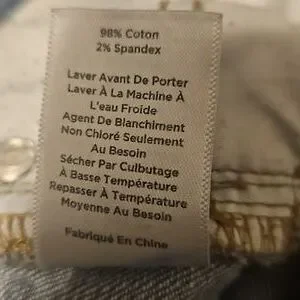 98% Coton
2% Spandex
Laver Avant De Porter
Laver À La Machine À
L'eau Froide
Agent De Blanchiment
Non Chloré Seulement
Au Besoin
Sécher Par Culbutage
À Basse Température
Repasser À Température
Moyenne Au Besoin
Fabriqué En Chine